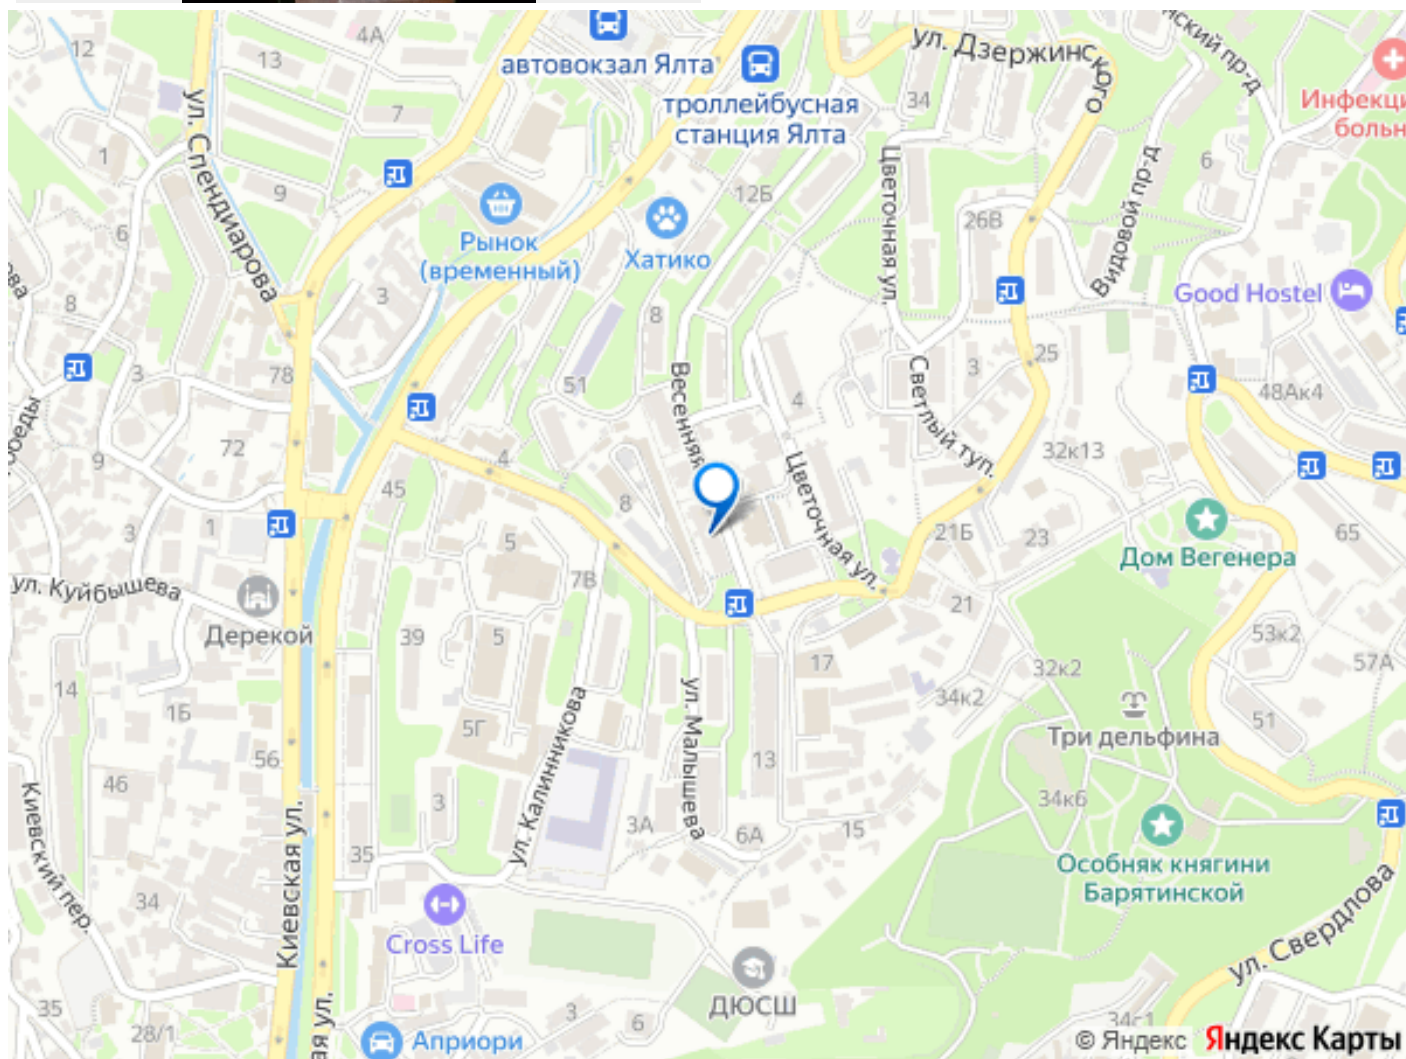 12
4А
13
автовокзал Ялта
троллейбусная
станция Ялта
ул. Дзержинского
34
Инфекци
больн
7
ул. Спендиарова
1
9
6
12Б
Цветочная ул.
6
26В
Видовой пр-д
Рынок
(временный)
Хатико
Good Hostel
3
8
8
3
78
51
Весенняя
4
Светлый туп.
3
25
48Ак4
72
9
4
32к13
45
8
Цветочная ул.
1
3
5
21Б
23
65
Дом Вегенера
ул. Куйбышева
7В
Дерекой
39
5
21
53к2
17
32к2
57А
14
1Б
34к2
51
5Г
ул. Калинникова
ул. Малышева
Три дельфина
56
13
46
34к6
Киевский пер.
Киевская ул.
3
3А
6А
15
35
Особняк княгини
Барятинской
34
Cross Life
ул. Свердлова
ДЮСШ
35
28/1
ая ул.
3
6
Априори
© Яндекс Яндекс Карты